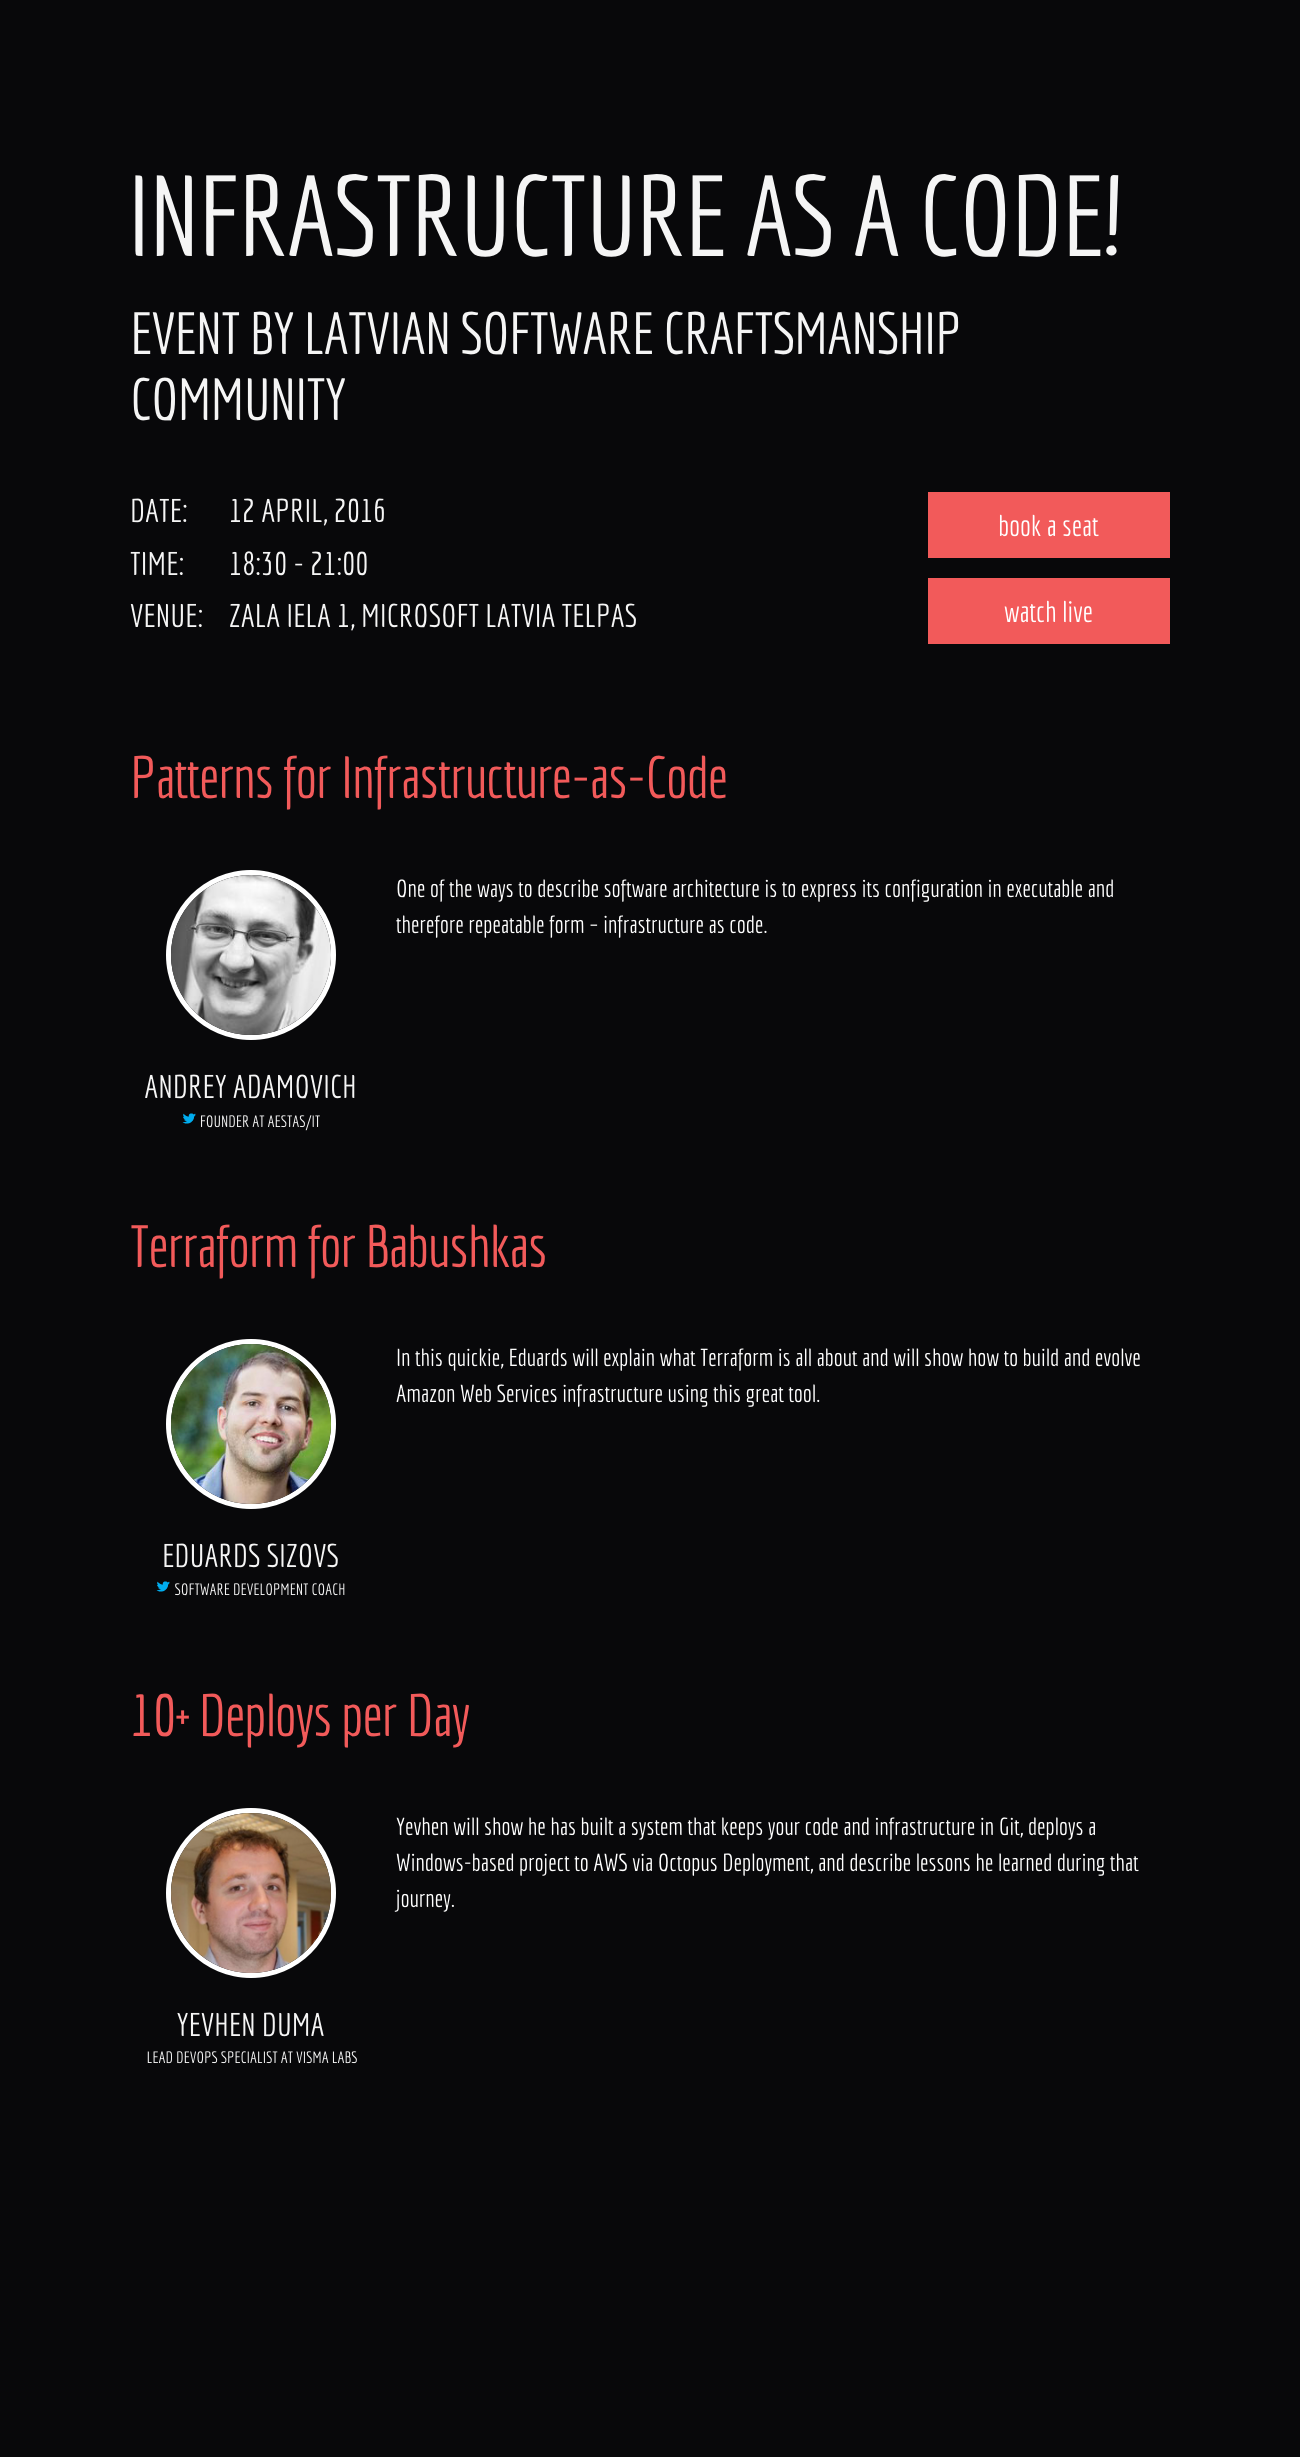 INFRASTRUCTURE AS A CODE!
EVENT BY LATVIAN SOFTWARE CRAFTSMANSHIP
COMMUNITY
DATE: 12 APRIL, 2016
TIME: 18:30 - 21:00
VENUE: ZALA IELA 1, MICROSOFT LATVIA TELPAS
book a seat
watch live
Patterns for Infrastructure-as-Code
One of the ways to describe software architecture is to express its configuration in executable and
therefore repeatable form – infrastructure as code.
ANDREY ADAMOVICH
FOUNDER AT AESTAS/IT
Terraform for Babushkas
In this quickie, Eduards will explain what Terraform is all about and will show how to build and evolve
Amazon Web Services infrastructure using this great tool.
EDUARDS SIZOVS
SOFTWARE DEVELOPMENT COACH
10+ Deploys per Day
Yevhen will show he has built a system that keeps your code and infrastructure in Git, deploys a
Windows-based project to AWS via Octopus Deployment, and describe lessons he learned during that
journey.
YEVHEN DUMA
LEAD DEVOPS SPECIALIST AT VISMA LABS